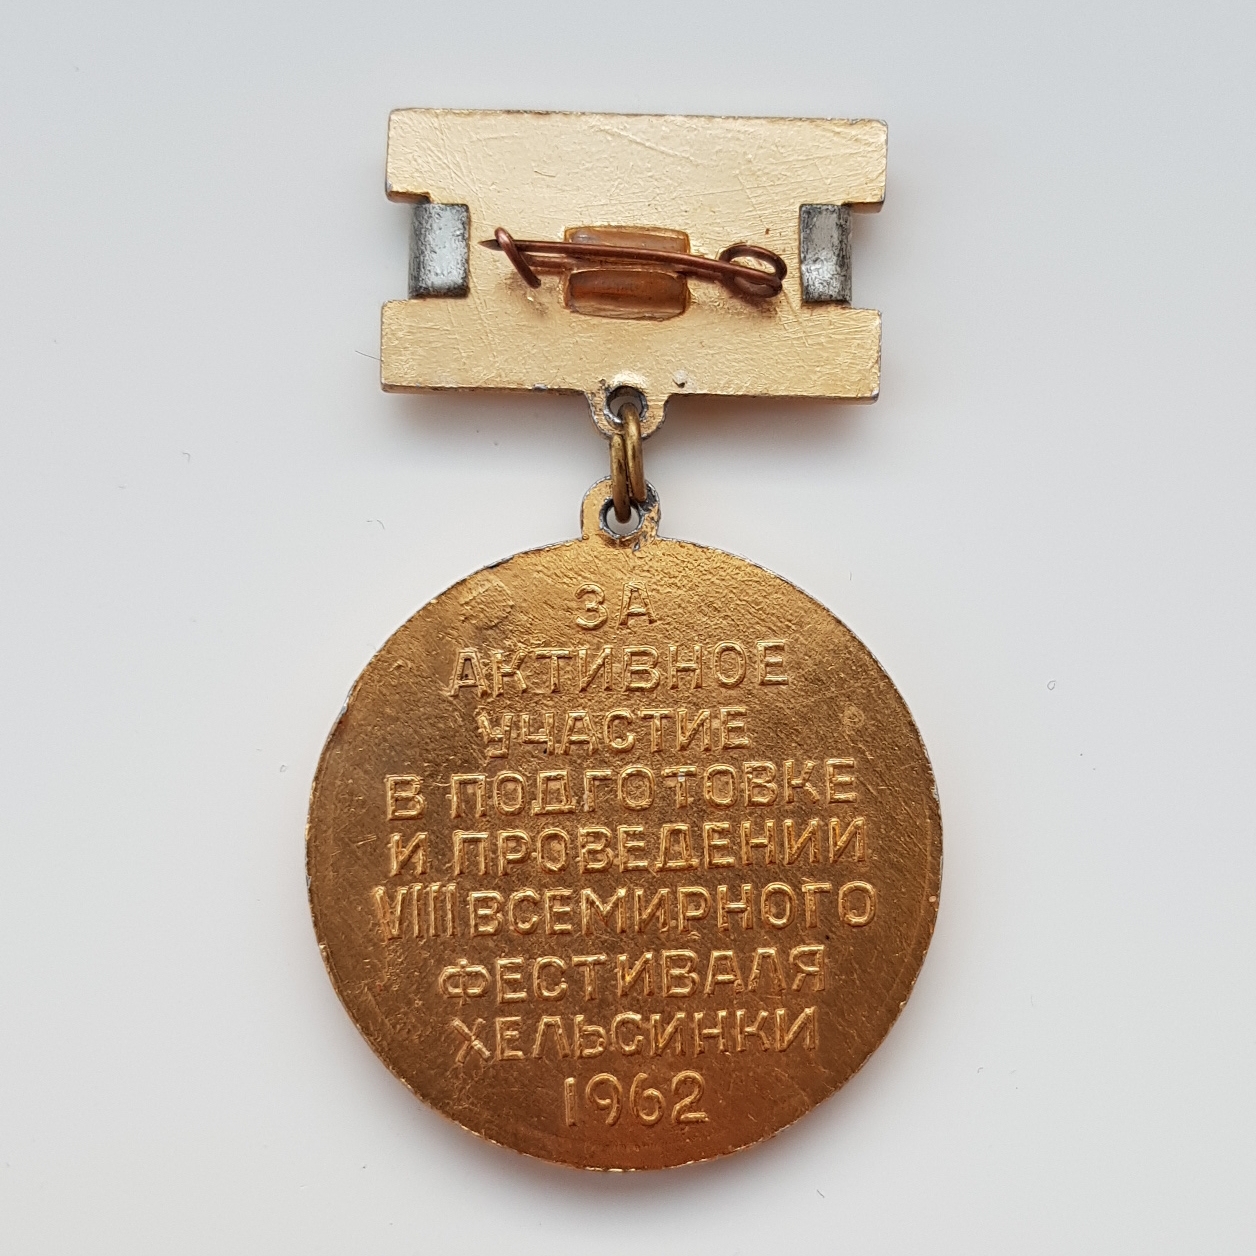 ЗА
АКТИВНОЕ
УЧАСТИЕ
В ПОДГОТОВКЕ
И ПРОВЕДЕНИИ
VIII ВСЕМИРНОГО
ФЕСТИВАЛЯ
ХЕЛЬСИНКИ
1962